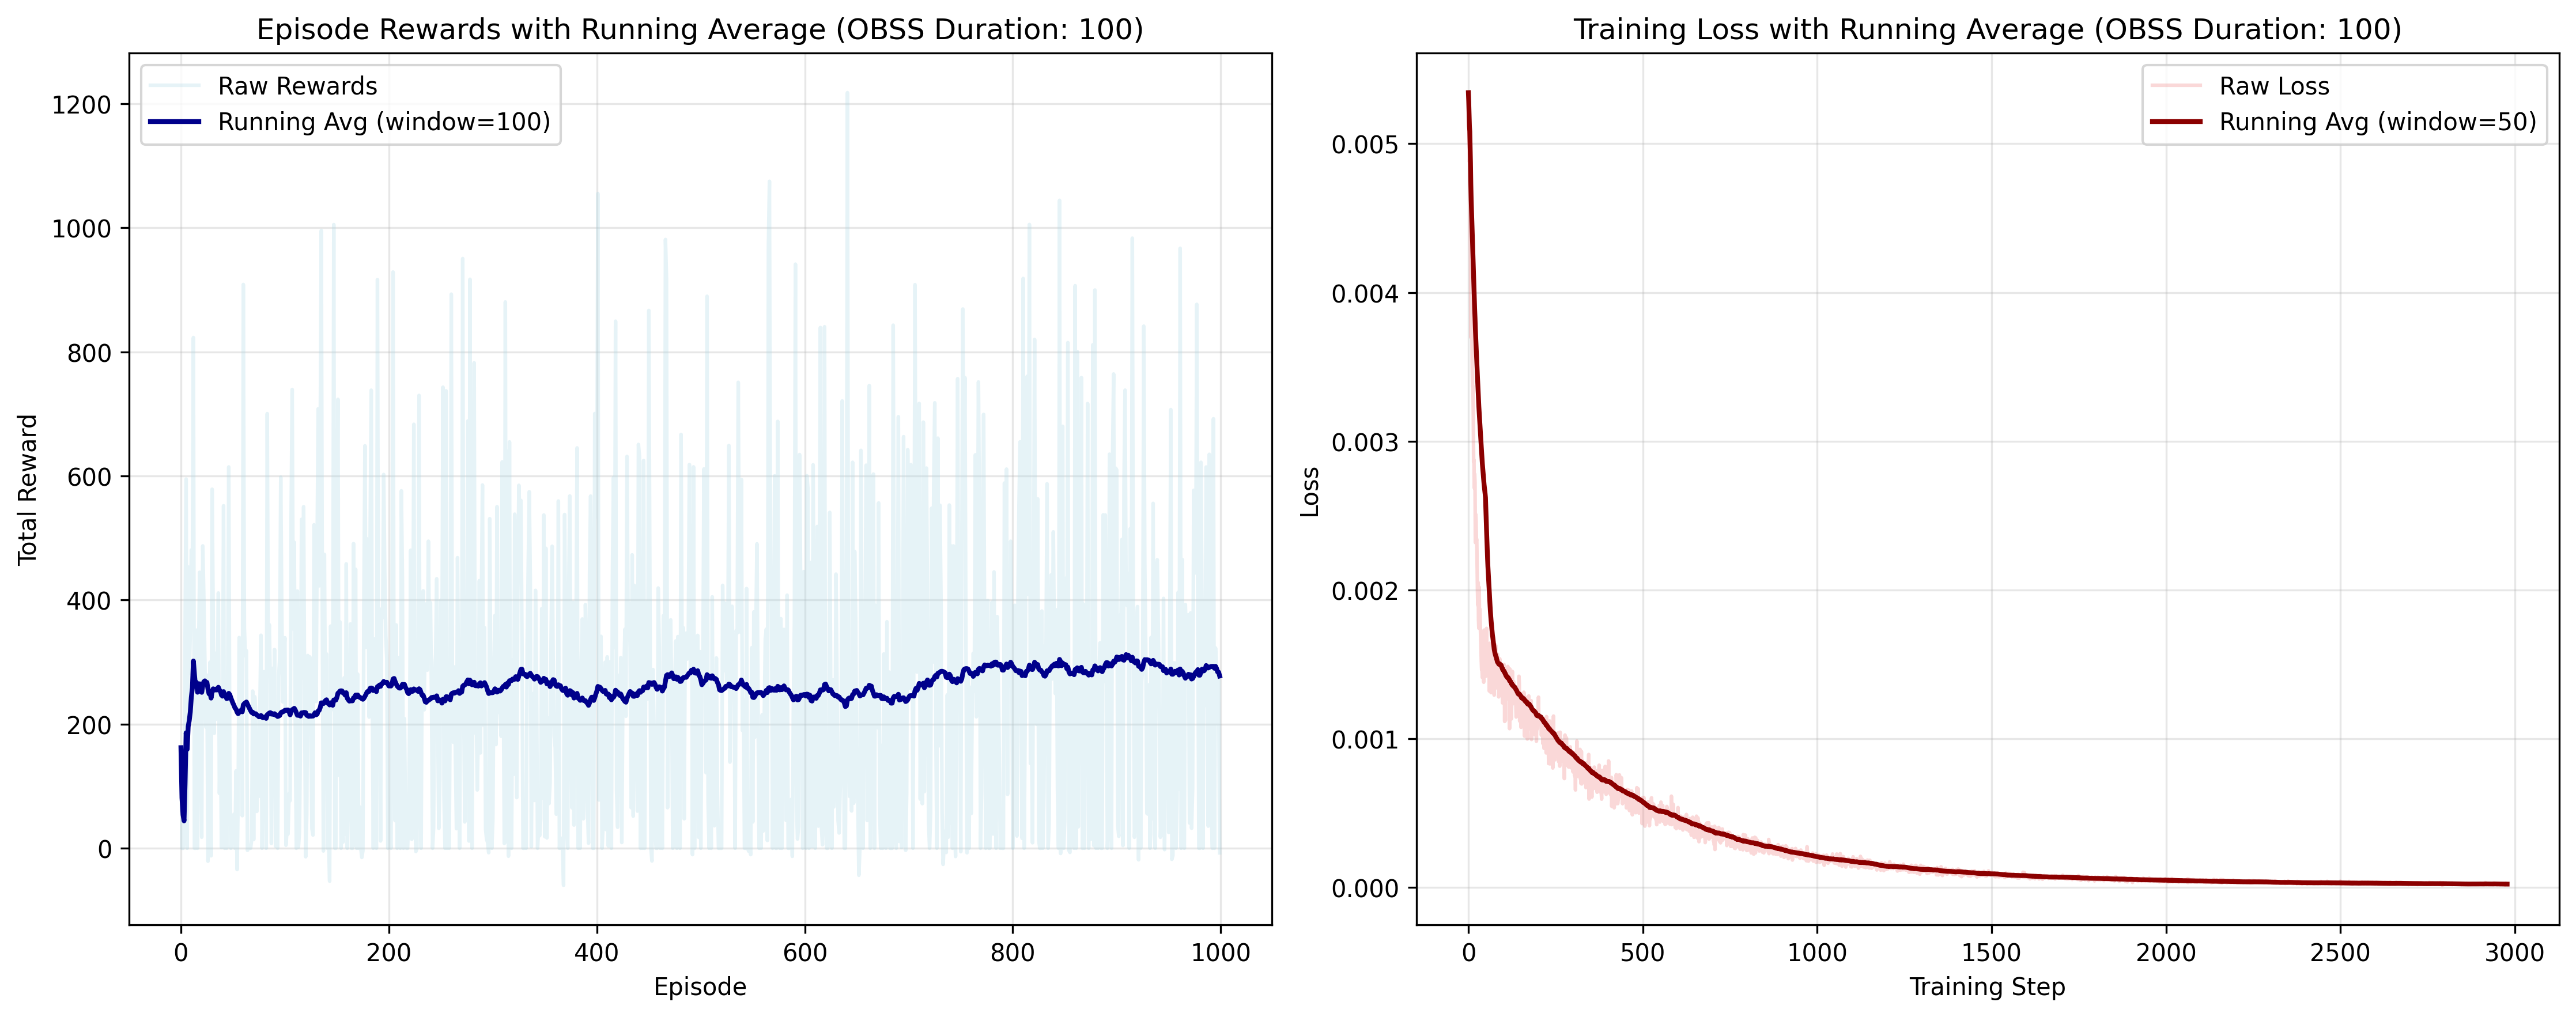 Episode Rewards with Running Average (OBSS Duration: 100)
Raw Rewards
Running Avg (window=100)
1200
1000
800
600
400
200
0
Total Reward
0 200 400 600 800 1000
Episode
Training Loss with Running Average (OBSS Duration: 100)
Raw Loss
Running Avg (window=50)
0.005
0.004
0.003
0.002
0.001
0.000
Loss
0 500 1000 1500 2000 2500 3000
Training Step